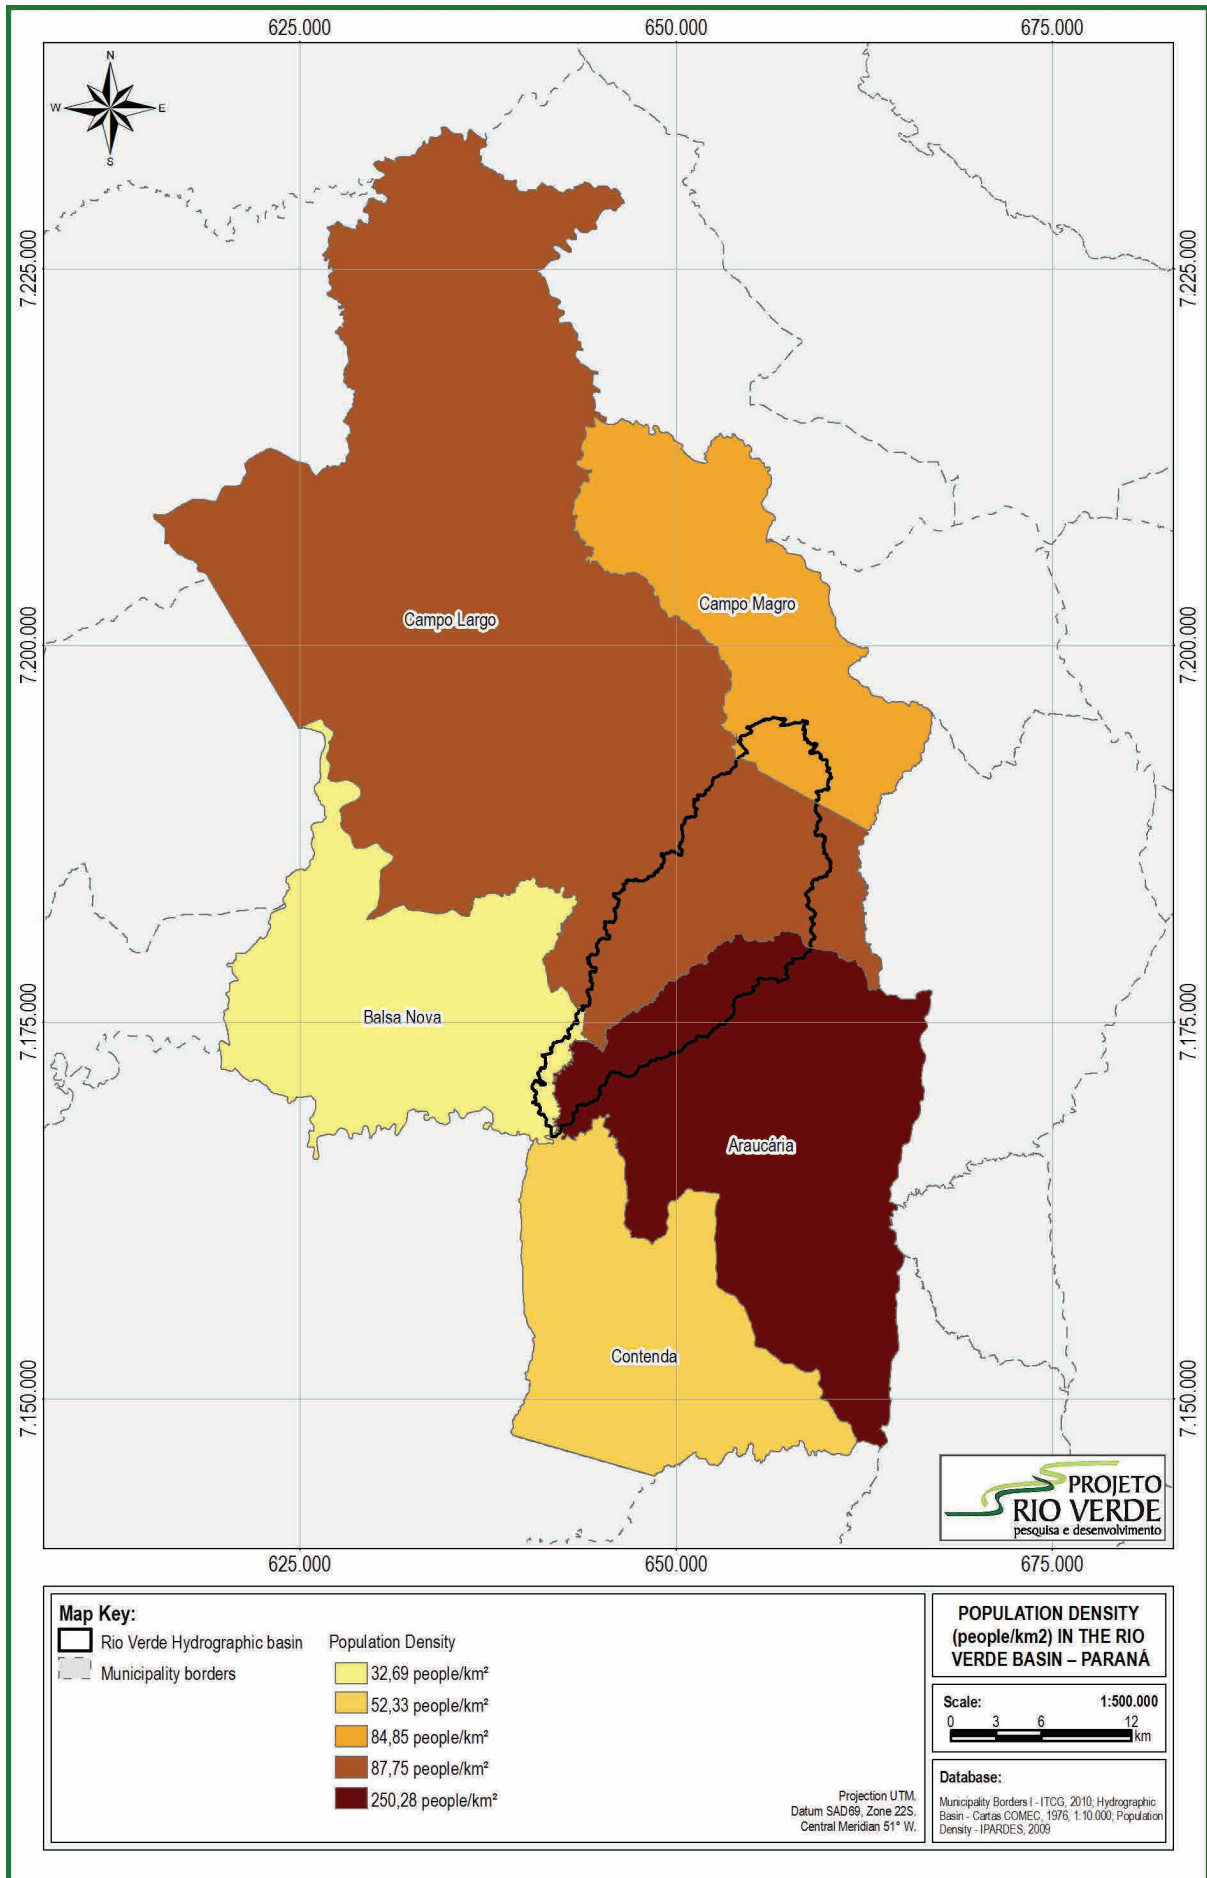 625.000
650.000
675.000
N
W
E
S
7.225.000
7.225.000
Campo Magro
Campo Largo
7.200.000
7.200.000
Balsa Nova
7.175.000
7.175.000
Araucária
Contenda
7.150.000
7.150.000
PROJETO
RIO VERDE
pesquisa e desenvolvimento
625.000
650.000
675.000
Map Key:
Rio Verde Hydrographic basin
Municipality borders
Population Density
32,69 people/km²
52,33 people/km²
84,85 people/km²
87,75 people/km²
250,28 people/km²
Projection UTM.
Datum SAD69, Zone 22S.
Central Meridian 51° W.
POPULATION DENSITY
(people/km2) IN THE RIO
VERDE BASIN – PARANÁ
Scale: 1:500.000
0 3 6 12
km
Database:
Municipality Borders I - ITCG, 2010; Hydrographic
Basin - Cartas COMEC, 1976, 1:10.000; Population
Density - IPARDES, 2009